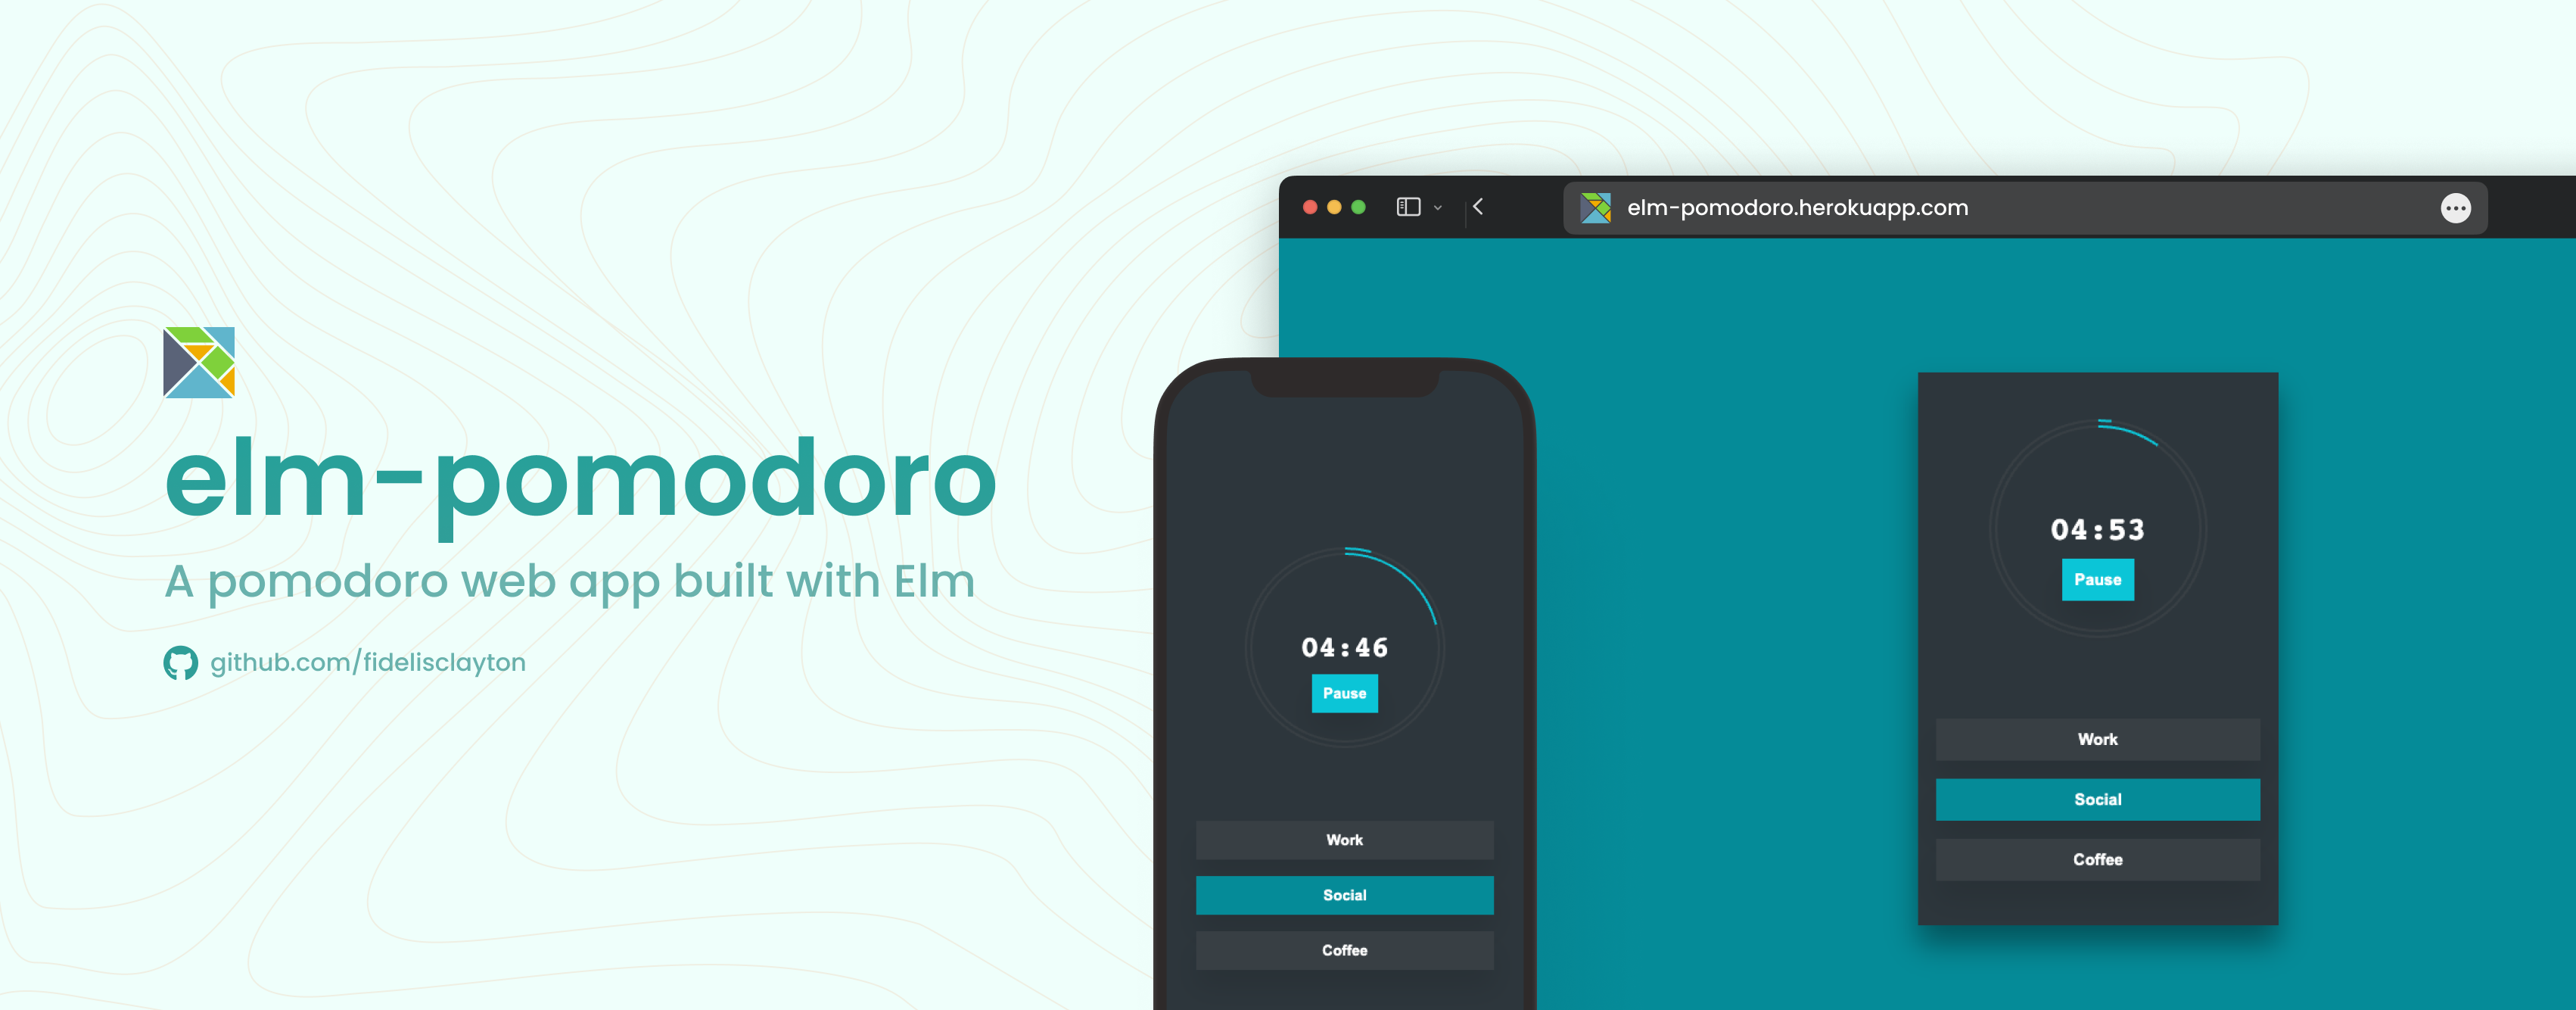 elm-pomodoro
A pomodoro web app built with Elm
github.com/fidelisclayton
elm-pomodoro.herokuapp.com
04:46
Pause
Work
Social
Coffee
04:53
Pause
Work
Social
Coffee